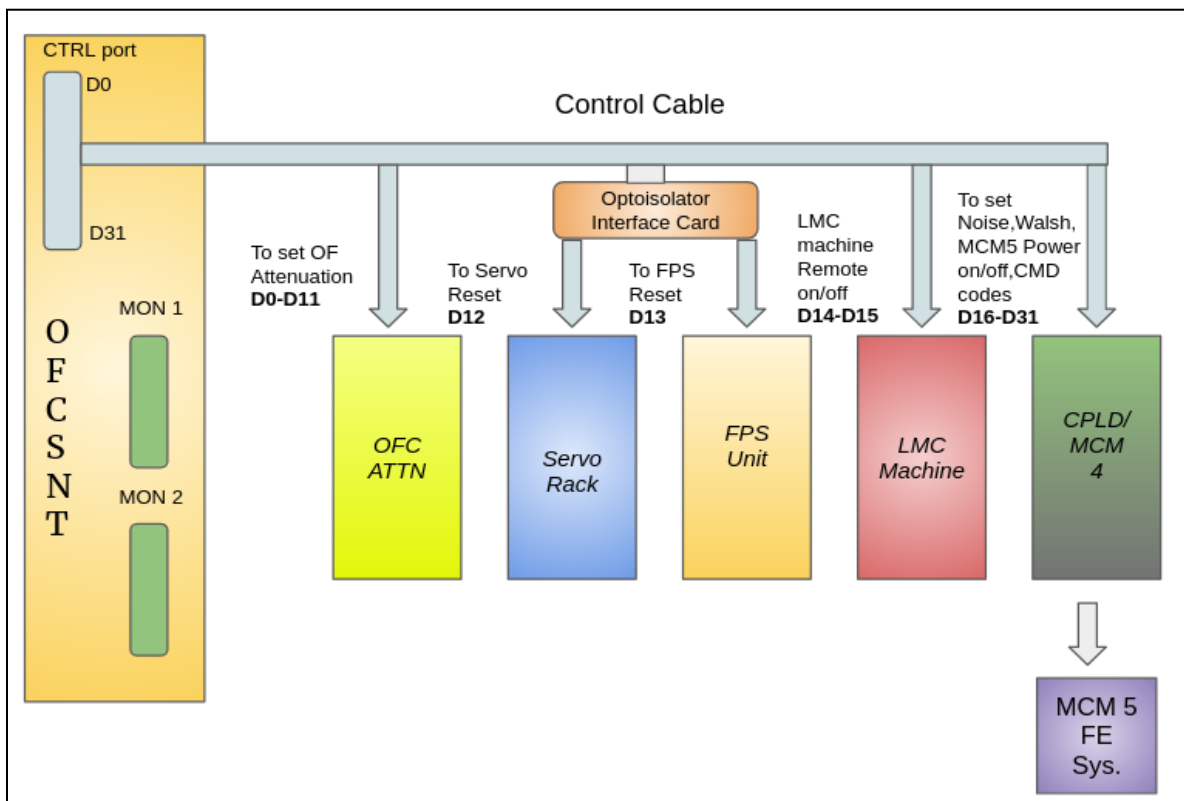 CTRL port
D0
D31
MON 1
MON 2
O
F
C
S
N
T
Control Cable
Optoisolator
Interface Card
To set OF
Attenuation
D0-D11
To Servo
Reset
D12
To FPS
Reset
D13
LMC
machine
Remote
on/off
D14-D15
To set
Noise,Walsh,
MCM5 Power
on/off,CMD
codes
D16-D31
OFC
ATTN
Servo
Rack
FPS
Unit
LMC
Machine
CPLD/
MCM
4
MCM 5
FE
Sys.